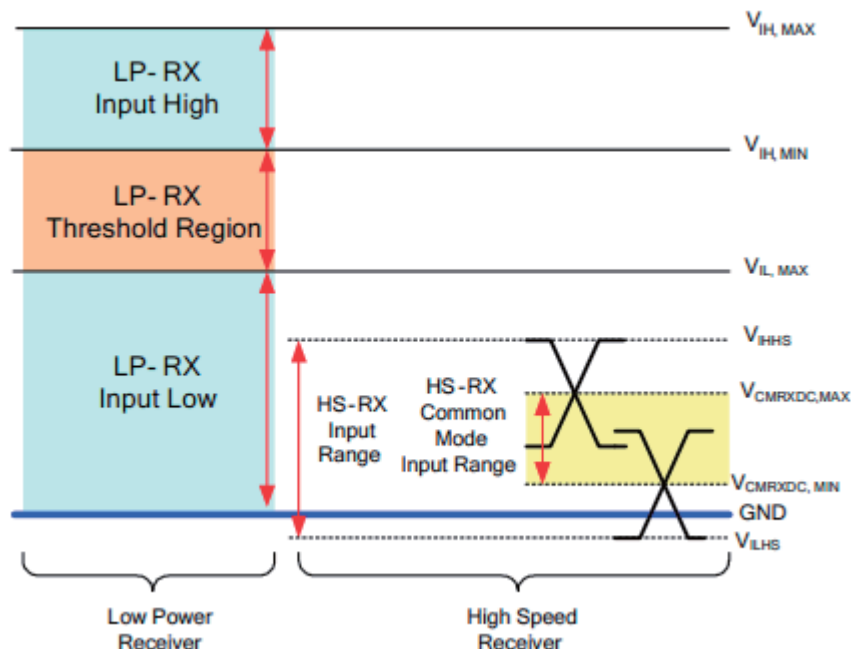 V_IH, MAX
LP- RX
Input High
V_IH, MIN
LP- RX
Threshold Region
V_IL, MAX
LP- RX
Input Low
V_IHHS
HS-RX
Input
Range
HS-RX
Common
Mode
Input Range
V_CMRXDC,MAX
V_CMRXDC, MIN
GND
V_ILHS
Low Power
Receiver
High Speed
Receiver